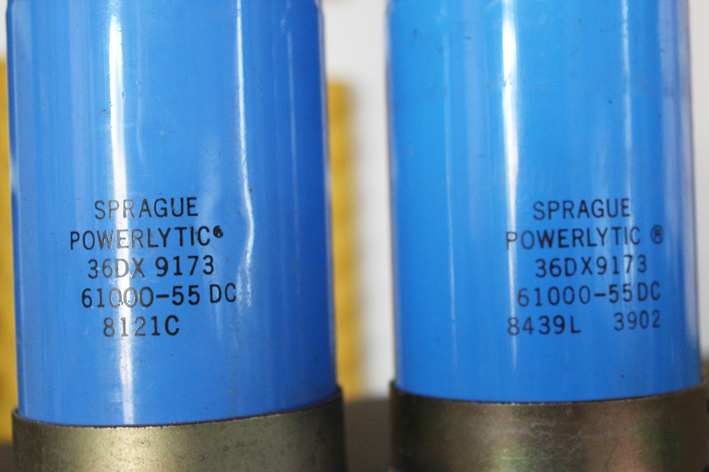 SPRAGUE
POWERLYTIC®
36DX 9173
61000-55 DC
8121C
SPRAGUE
POWERLYTIC ®
36DX9173
61000-55DC
8439L 3902